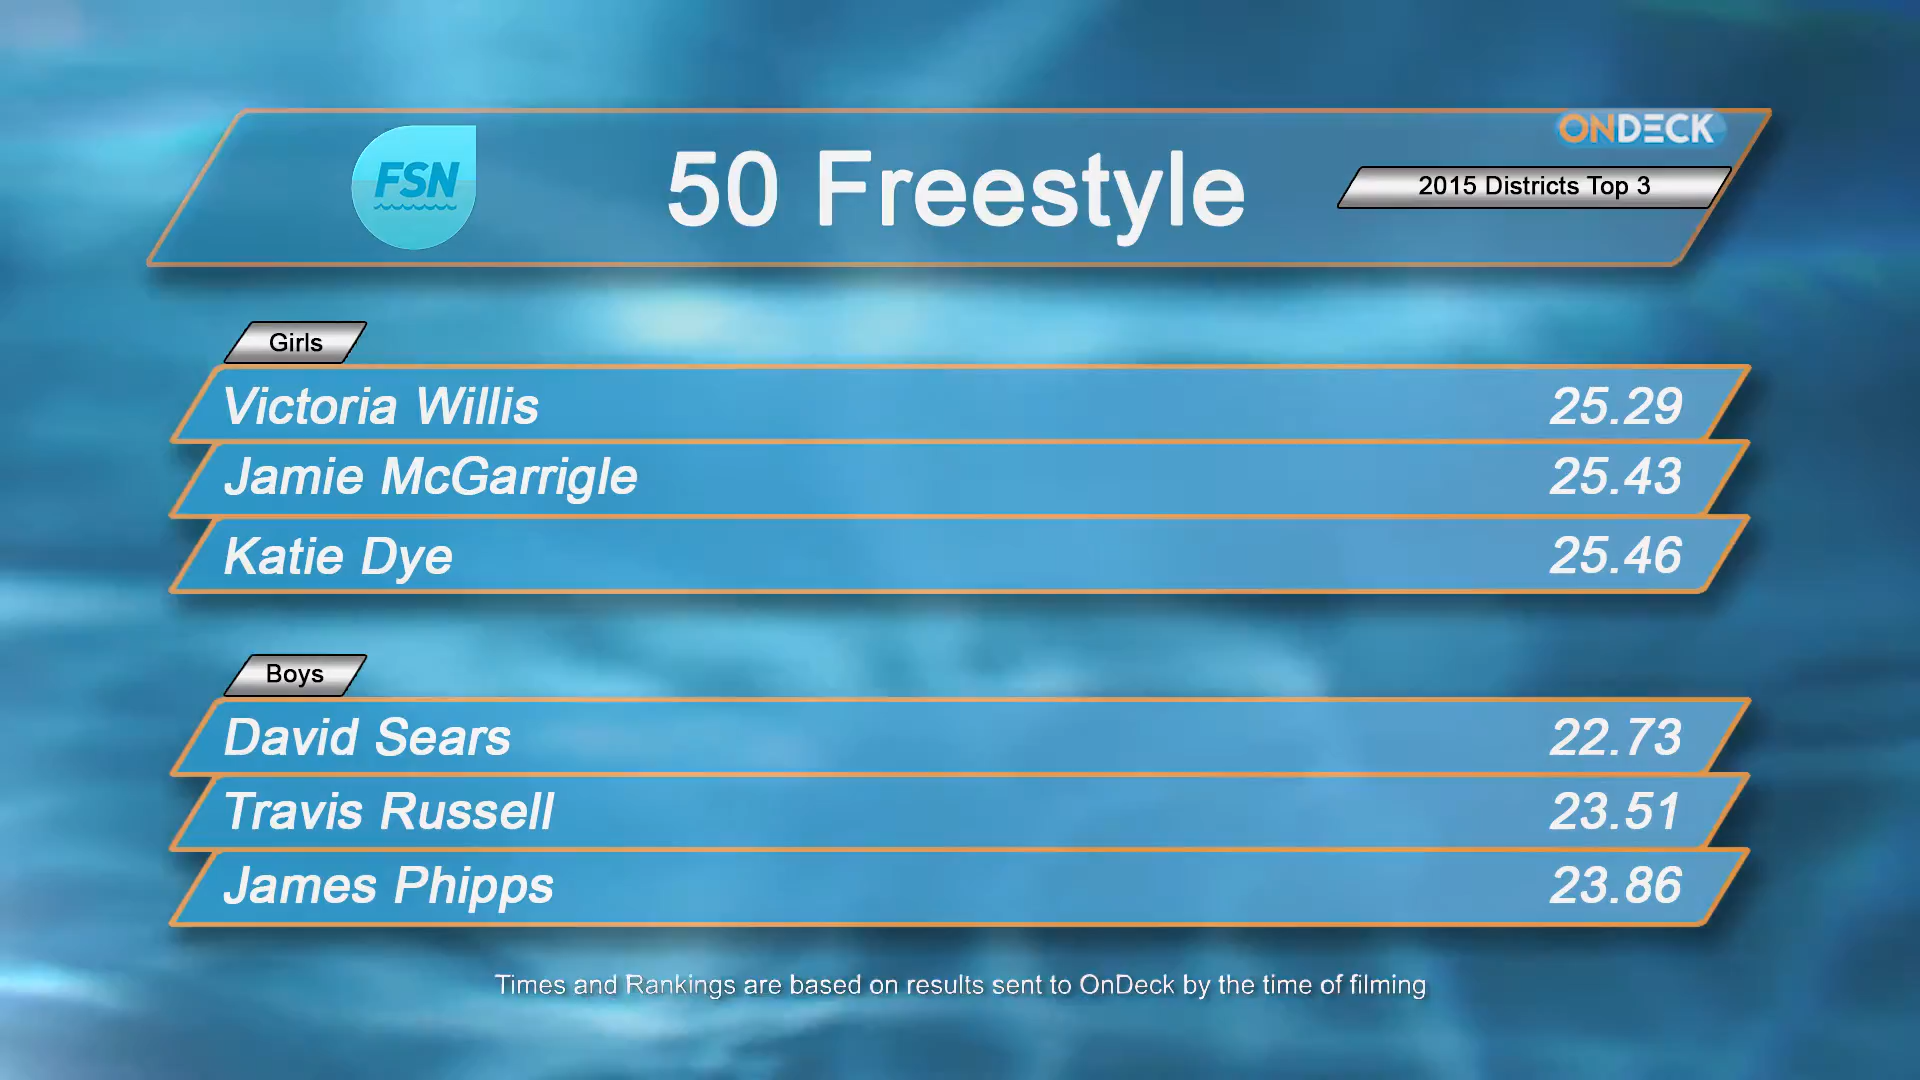 FSN
50 Freestyle
ONDECK
2015 Districts Top 3
Girls
Victoria Willis 25.29
Jamie McGarrigle 25.43
Katie Dye 25.46
Boys
David Sears 22.73
Travis Russell 23.51
James Phipps 23.86
Times and Rankings are based on results sent to OnDeck by the time of filming